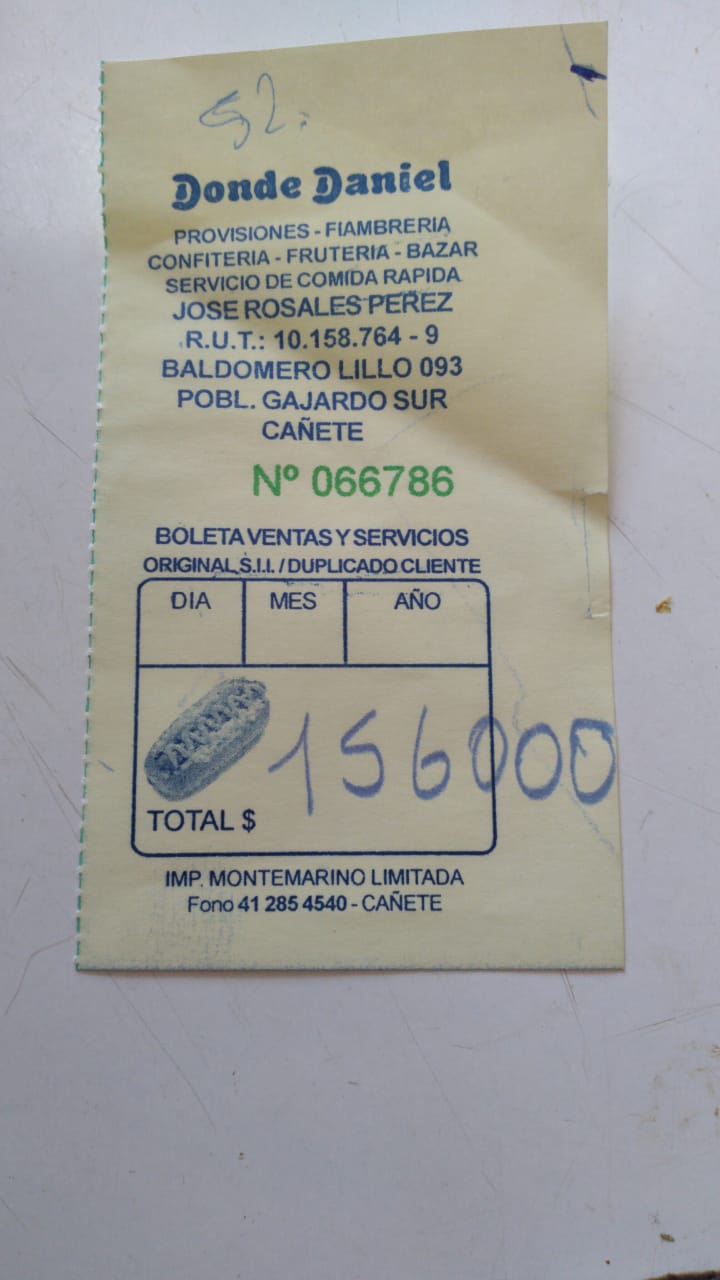 52.
Donde Daniel
PROVISIONES - FIAMBRERIA
CONFITERIA - FRUTERIA - BAZAR
SERVICIO DE COMIDA RAPIDA
JOSE ROSALES PEREZ
R.U.T.: 10.158.764 - 9
BALDOMERO LILLO 093
POBL. GAJARDO SUR
CAÑETE
Nº 066786
BOLETA VENTAS Y SERVICIOS
ORIGINAL S.I.I. / DUPLICADO CLIENTE
DIA MES AÑO
156000
TOTAL $
IMP. MONTEMARINO LIMITADA
Fono 41 285 4540 - CAÑETE